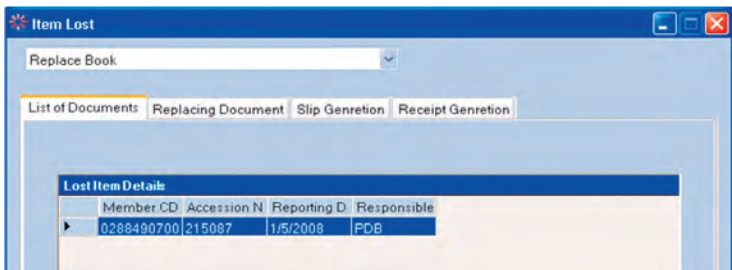 Item Lost
Replace Book
List of Documents Replacing Document Slip Genretion Receipt Genretion
Lost Item Details
Member CD Accession N Reporting D Responsible
0288490700 215087 1/5/2008 PDB